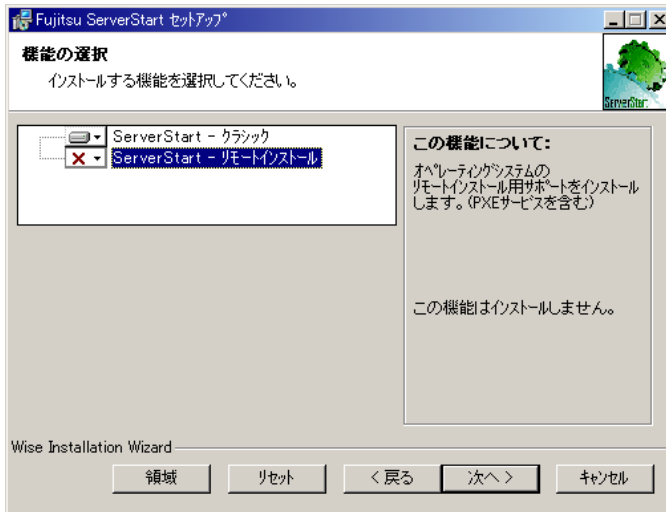 Fujitsu ServerStart セットアップ
機能の選択
インストールする機能を選択してください。
ServerStart
ServerStart - クラシック
ServerStart - リモートインストール
この機能について:
オペレーティングシステムの
リモートインストール用サポートをインストール
します。(PXEサービスを含む)
この機能はインストールしません。
Wise Installation Wizard
領域
リセット
< 戻る
次へ >
キャンセル